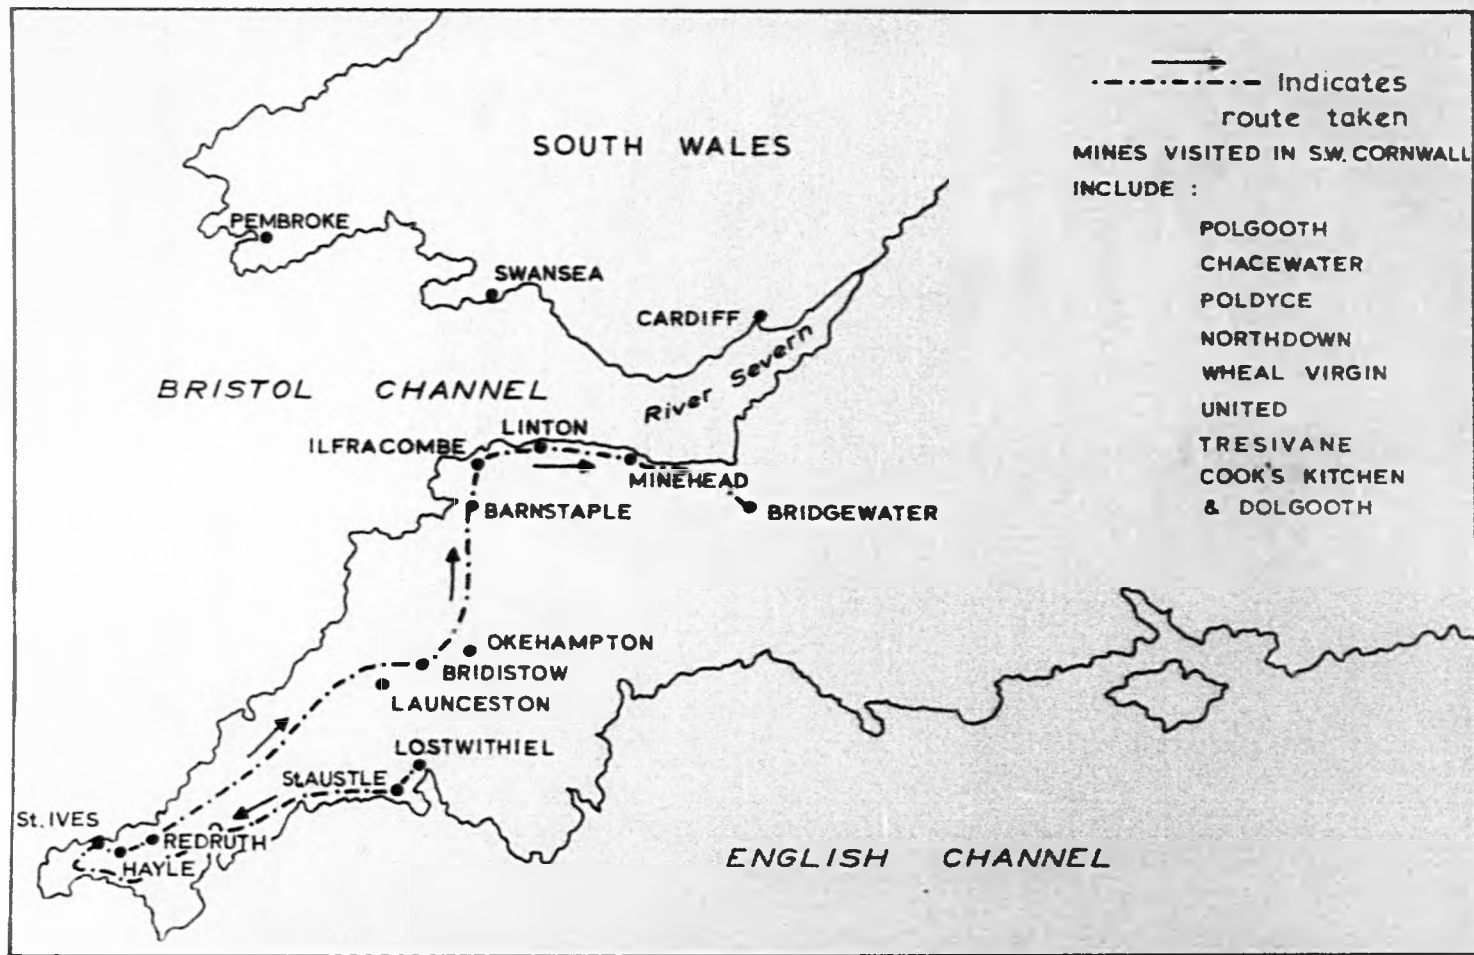 Indicates
route taken
MINES VISITED IN S.W. CORNWALL
INCLUDE :
POLGOOTH
CHACEWATER
POLDYCE
NORTHDOWN
WHEAL VIRGIN
UNITED
TRESIVANE
COOK'S KITCHEN
& DOLGOOTH
SOUTH WALES
PEMBROKE
SWANSEA
CARDIFF
River Severn
BRISTOL CHANNEL
LINTON
ILFRACOMBE
MINEHEAD
BARNSTAPLE
BRIDGEWATER
OKEHAMPTON
BRIDISTOW
LAUNCESTON
LOSTWITHIEL
St.AUSTLE
St. IVES
REDRUTH
HAYLE
ENGLISH CHANNEL